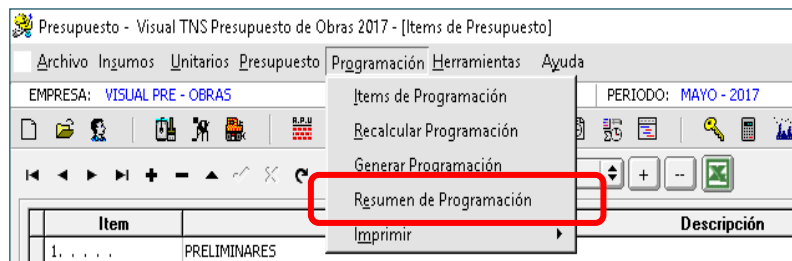 Presupuesto - Visual TNS Presupuesto de Obras 2017 - [Items de Presupuesto]
Archivo Insumos Unitarios Presupuesto Programación Herramientas Ayuda
EMPRESA: VISUAL PRE - OBRAS PERIODO: MAYO - 2017
Items de Programación
A.P.U
Recalcular Programación
Generar Programación
+ --
Resumen de Programación
Item Descripción
Imprimir
1. . . . . PRELIMINARES